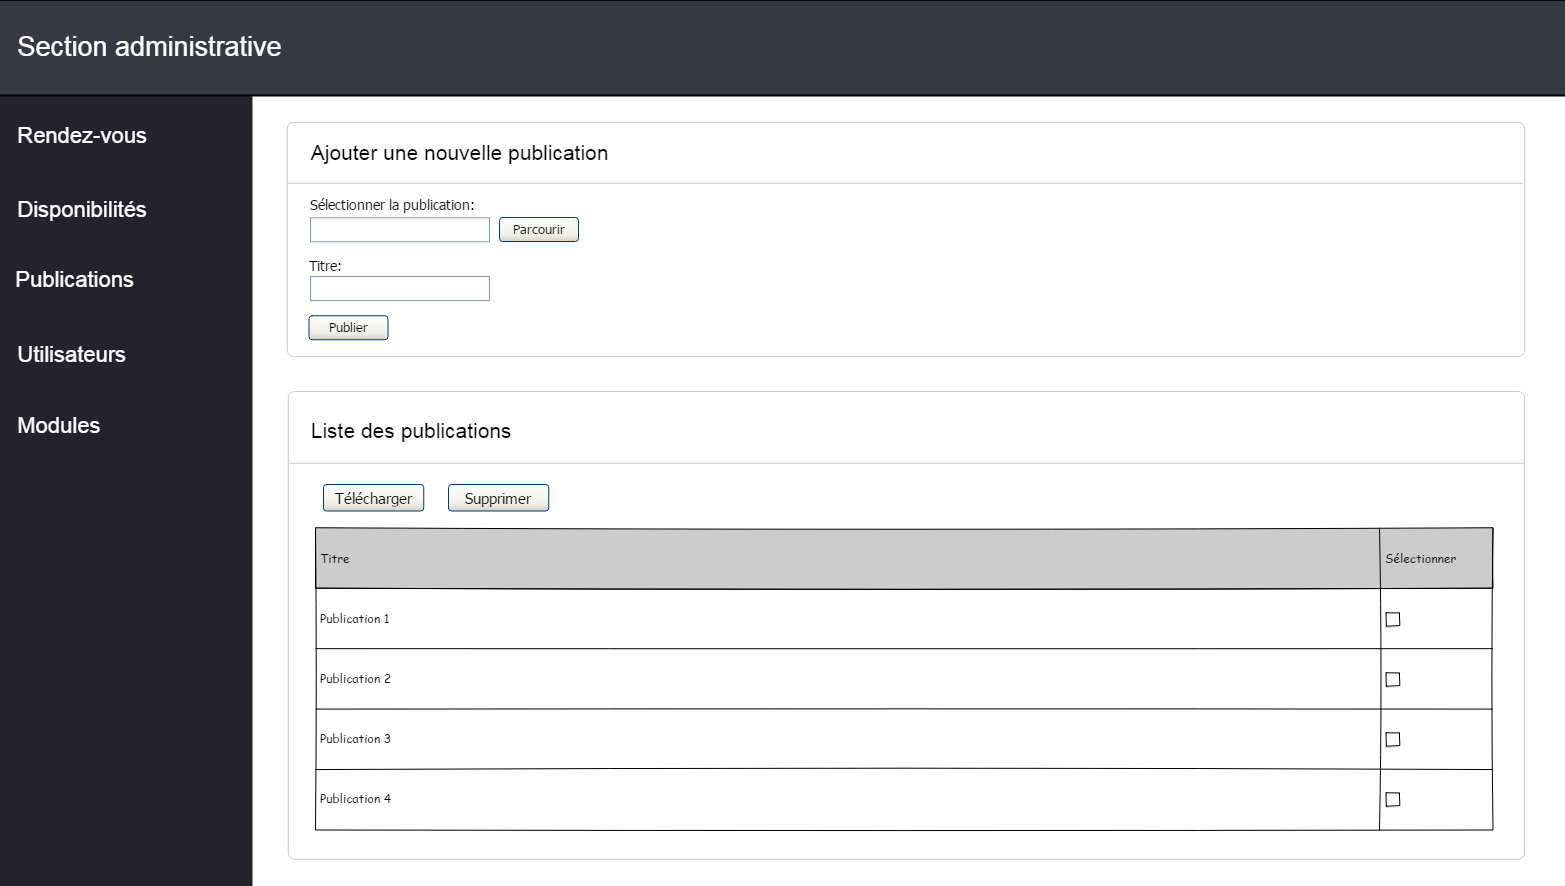 Section administrative
Rendez-vous
Disponibilités
Publications
Utilisateurs
Modules
Ajouter une nouvelle publication
Sélectionner la publication:
Parcourir
Titre:
Publier
Liste des publications
Télécharger Supprimer
Titre Sélectionner
Publication 1
Publication 2
Publication 3
Publication 4